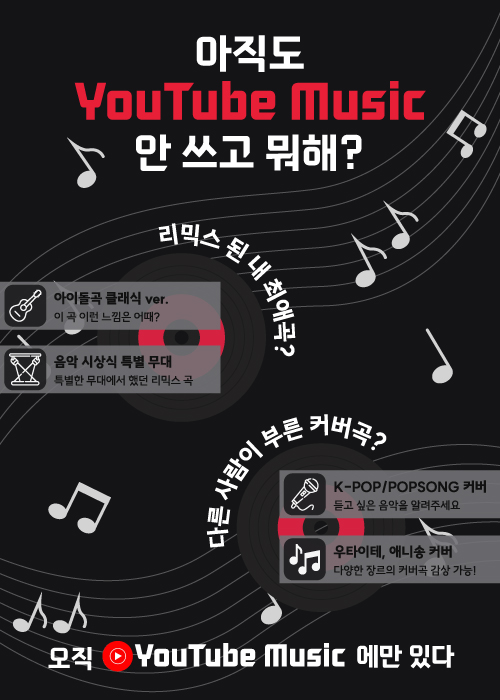 아직도
YouTube Music
안 쓰고 뭐해?
리믹스 된 내 최애곡?
아이돌곡 클래식 ver.
이 곡 이런 느낌은 어때?
음악 시상식 특별 무대
특별한 무대에서 했던 리믹스 곡
다른 사람이 부른 커버곡?
K-POP/POPSONG 커버
듣고 싶은 음악을 알려주세요
우타이테, 애니송 커버
다양한 장르의 커버곡 감상 가능!
오직 YouTube Music 에만 있다